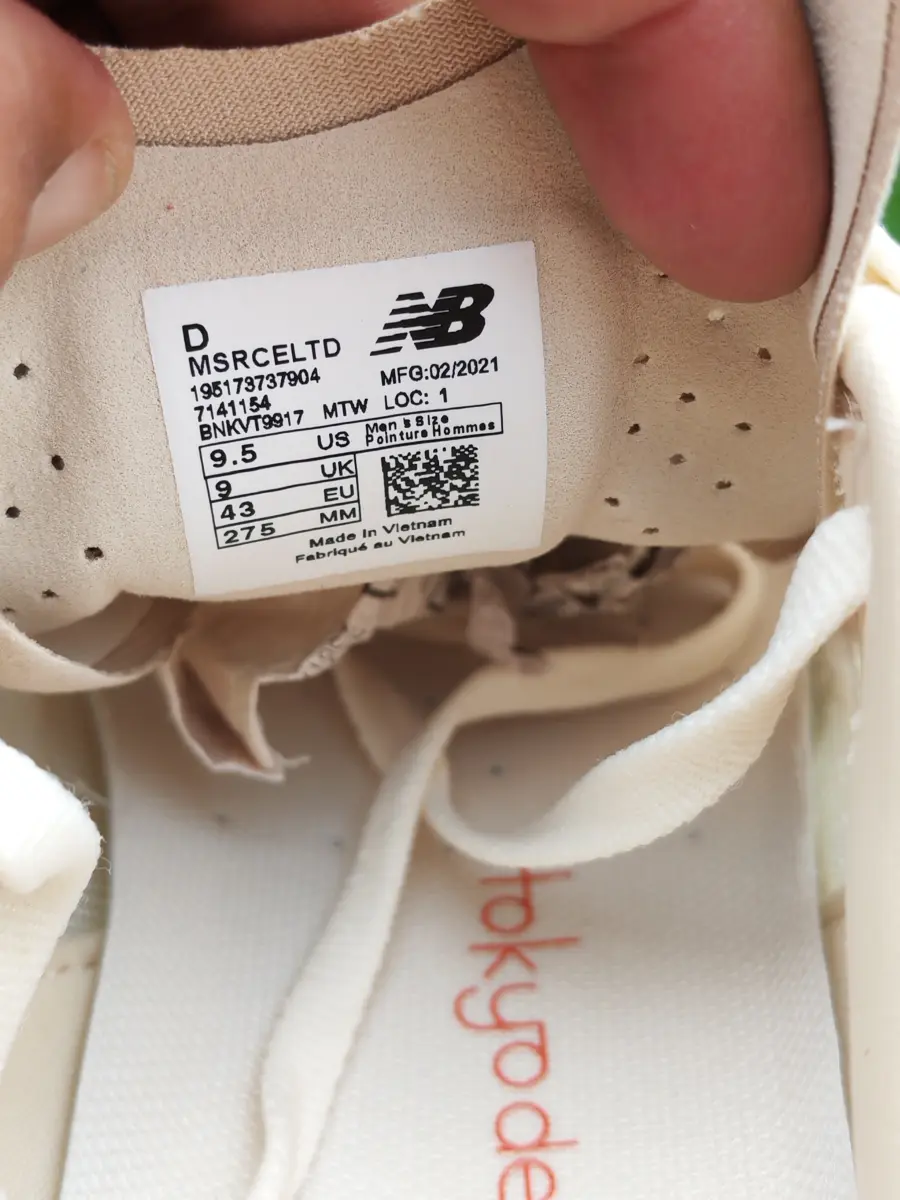 D
MSRCELTD
195173737904
7141154
BNKVT9917 MTW
NB
MFG:02/2021
LOC: 1
9.5 US
9 UK
43 EU
275 MM
Men's Size
Pointure Hommes
Made in Vietnam
Fabriqué au Vietnam
tokyode